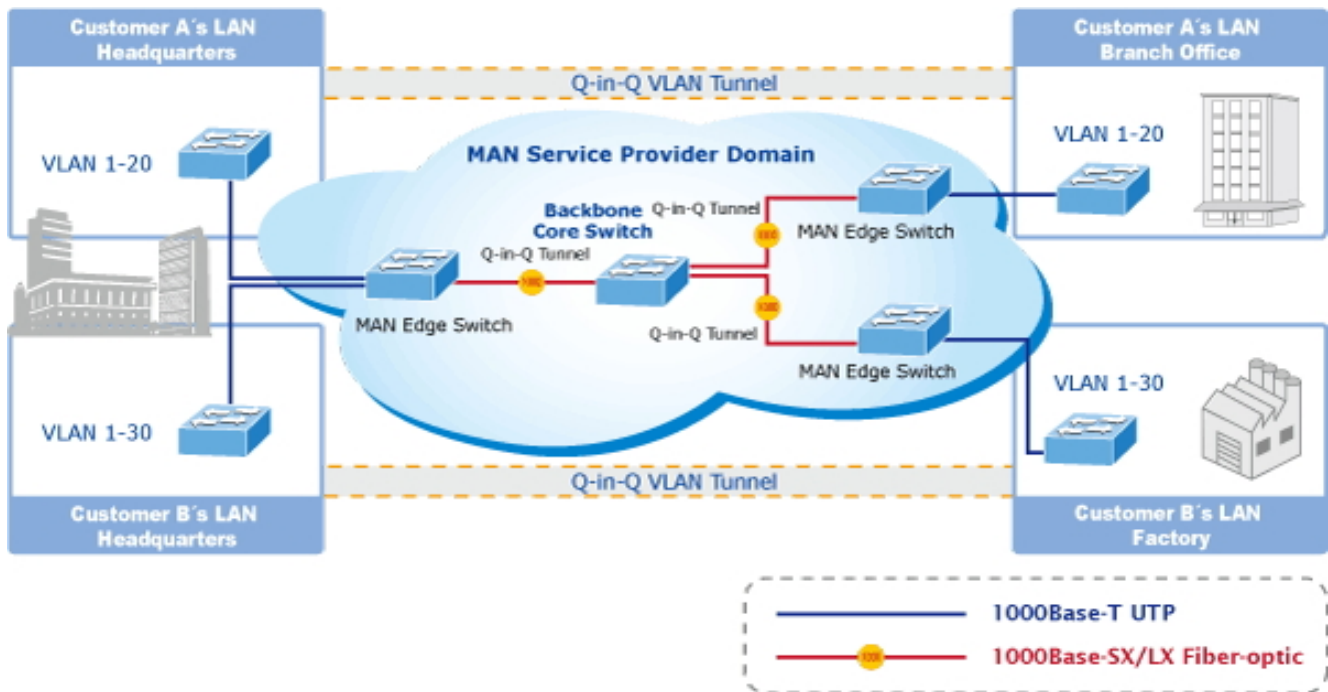 Customer A´s LAN
Headquarters
Customer A´s LAN
Branch Office
Q-in-Q VLAN Tunnel
VLAN 1-20
MAN Service Provider Domain
VLAN 1-20
Backbone
Core Switch
Q-in-Q Tunnel
MAN Edge Switch
Q-in-Q Tunnel
MAN Edge Switch
Q-in-Q Tunnel
MAN Edge Switch
VLAN 1-30
VLAN 1-30
Q-in-Q VLAN Tunnel
Customer B´s LAN
Headquarters
Customer B´s LAN
Factory
1000Base-T UTP
1000Base-SX/LX Fiber-optic